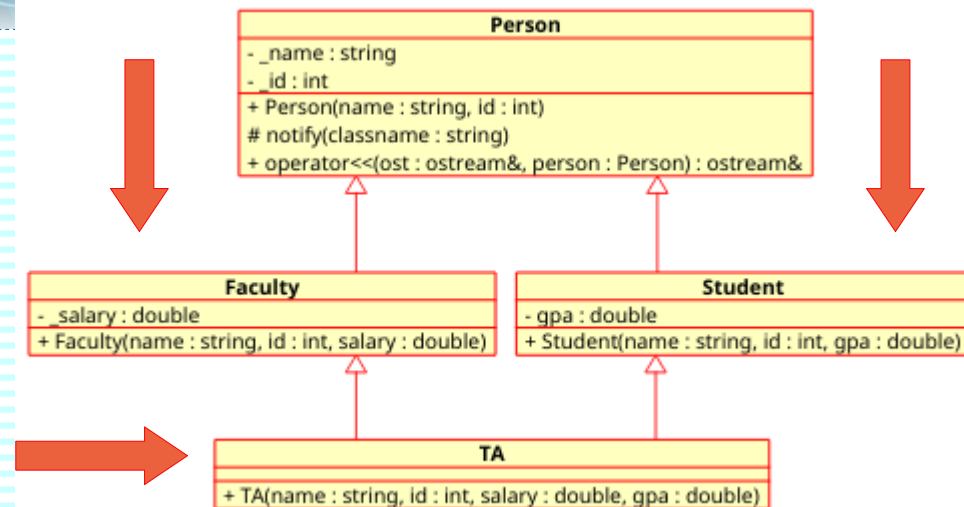 Person
- _name : string
- _id : int
+ Person(name : string, id : int)
# notify(classname : string)
+ operator<<(ost : ostream&, person : Person) : ostream&
Faculty
- _salary : double
+ Faculty(name : string, id : int, salary : double)
Student
- gpa : double
+ Student(name : string, id : int, gpa : double)
TA
+ TA(name : string, id : int, salary : double, gpa : double)